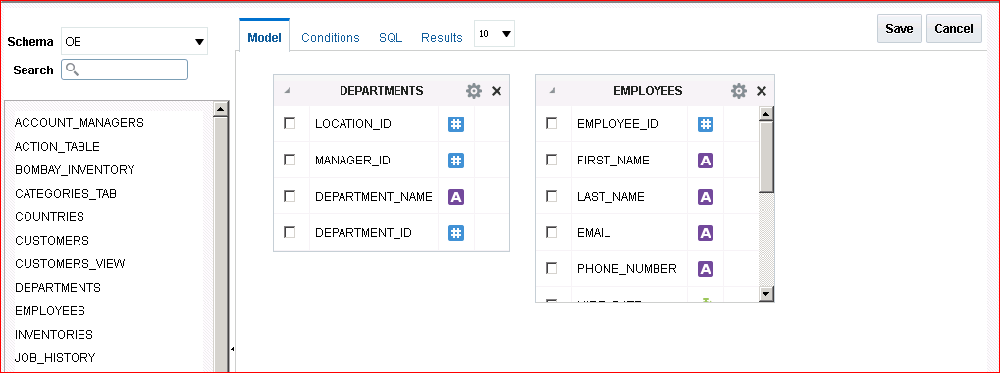 Schema OE
Search
ACCOUNT_MANAGERS
ACTION_TABLE
BOMBAY_INVENTORY
CATEGORIES_TAB
COUNTRIES
CUSTOMERS
CUSTOMERS_VIEW
DEPARTMENTS
EMPLOYEES
INVENTORIES
JOB_HISTORY
Model Conditions SQL Results 10
Save Cancel
DEPARTMENTS
LOCATION_ID #
MANAGER_ID #
DEPARTMENT_NAME A
DEPARTMENT_ID #
EMPLOYEES
EMPLOYEE_ID #
FIRST_NAME A
LAST_NAME A
EMAIL A
PHONE_NUMBER A